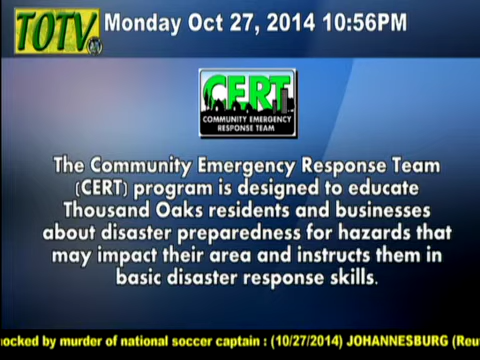 TOTV
Monday Oct 27, 2014 10:56PM
CERT
COMMUNITY EMERGENCY
RESPONSE TEAM
The Community Emergency Response Team
(CERT) program is designed to educate
Thousand Oaks residents and businesses
about disaster preparedness for hazards that
may impact their area and instructs them in
basic disaster response skills.
hocked by murder of national soccer captain : (10/27/2014) JOHANNESBURG (Reu